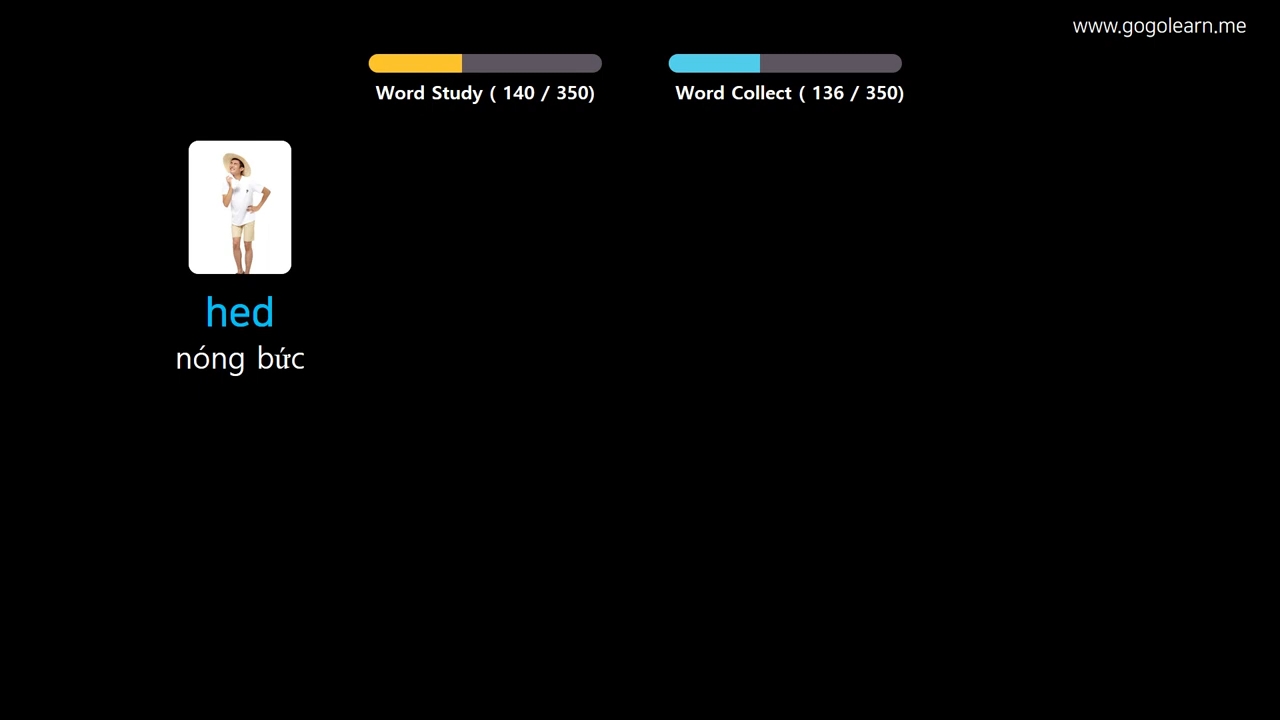 www.gogolearn.me
Word Study ( 140 / 350)
Word Collect ( 136 / 350)
hed
nóng bức